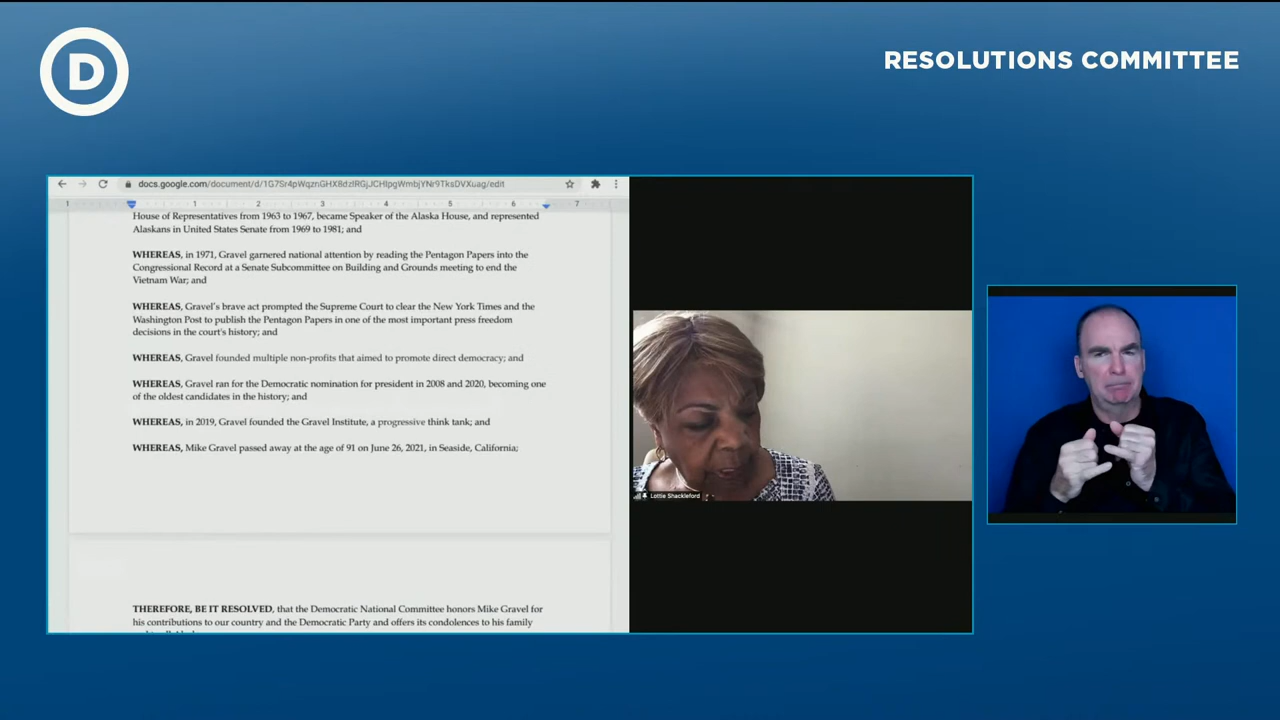 D
RESOLUTIONS COMMITTEE
docs.google.com/document/d/1G7Sr4pWqznGHX8dzIRGjJCHlpgWmbjYNr9TksDVXuag/edit
1 1 2 3 4 5 6 7
House of Representatives from 1963 to 1967, became Speaker of the Alaska House, and represented
Alaskans in United States Senate from 1969 to 1981; and
WHEREAS, in 1971, Gravel garnered national attention by reading the Pentagon Papers into the
Congressional Record at a Senate Subcommittee on Building and Grounds meeting to end the
Vietnam War; and
WHEREAS, Gravel's brave act prompted the Supreme Court to clear the New York Times and the
Washington Post to publish the Pentagon Papers in one of the most important press freedom
decisions in the court's history; and
WHEREAS, Gravel founded multiple non-profits that aimed to promote direct democracy; and
WHEREAS, Gravel ran for the Democratic nomination for president in 2008 and 2020, becoming one
of the oldest candidates in the history; and
WHEREAS, in 2019, Gravel founded the Gravel Institute, a progressive think tank; and
WHEREAS, Mike Gravel passed away at the age of 91 on June 26, 2021, in Seaside, California;
THEREFORE, BE IT RESOLVED, that the Democratic National Committee honors Mike Gravel for
his contributions to our country and the Democratic Party and offers its condolences to his family
Lottie Shackleford